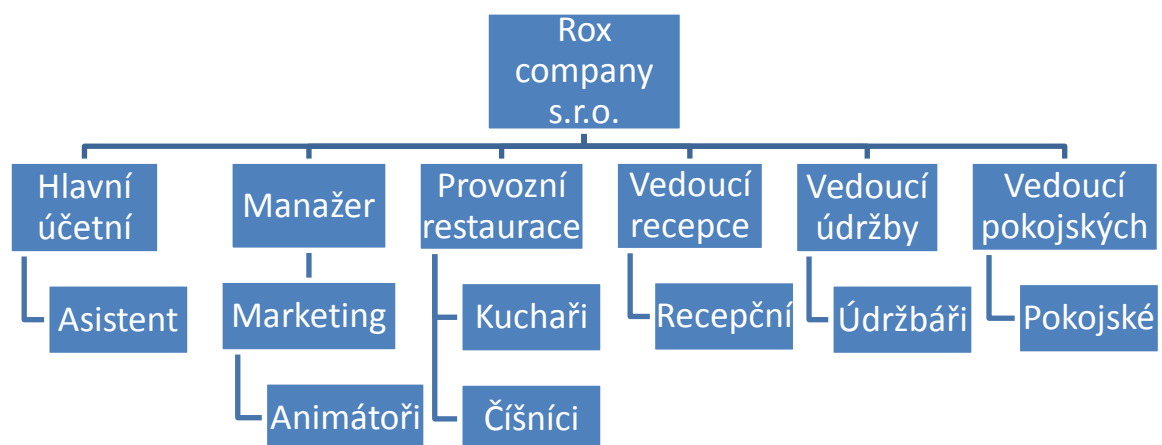 Rox
company
s.r.o.
Hlavní
účetní
Manažer
Provozní
restaurace
Vedoucí
recepce
Vedoucí
údržby
Vedoucí
pokojských
Asistent
Marketing
Kuchaři
Recepční
Údržbáři
Pokojské
Animátoři
Číšníci